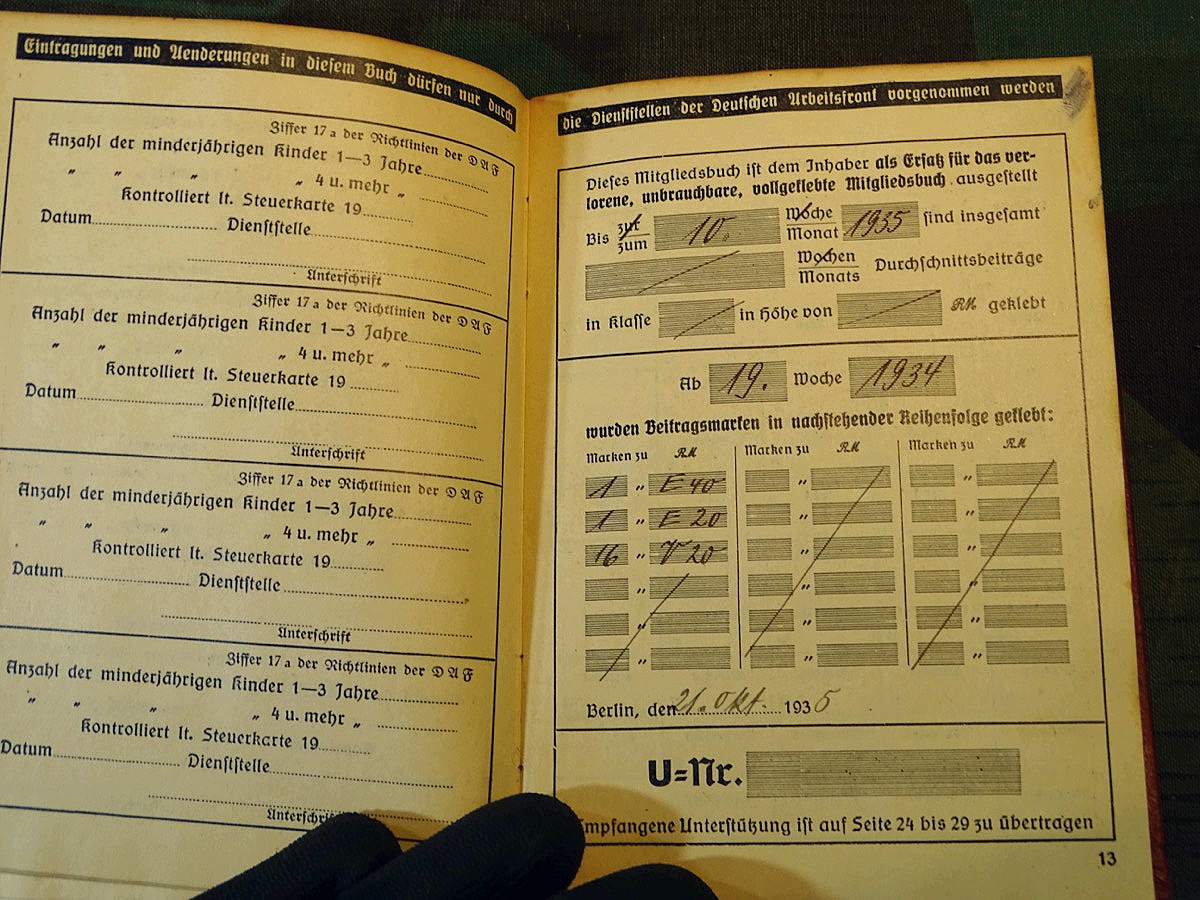 Eintragungen und Aenderungen in diesem Buch dürfen nur durch
Ziffer 17a der Richtlinien der DAF
Anzahl der minderjährigen Kinder 1—3 Jahre
„ „ „ „ 4 u. mehr „
Kontrolliert lt. Steuerkarte 19
Datum Dienststelle
Unterschrift
Ziffer 17a der Richtlinien der DAF
Anzahl der minderjährigen Kinder 1—3 Jahre
„ „ „ „ 4 u. mehr „
Kontrolliert lt. Steuerkarte 19
Datum Dienststelle
Unterschrift
Ziffer 17a der Richtlinien der DAF
Anzahl der minderjährigen Kinder 1—3 Jahre
„ „ „ „ 4 u. mehr „
Kontrolliert lt. Steuerkarte 19
Datum Dienststelle
Unterschrift
Ziffer 17a der Richtlinien der DAF
Anzahl der minderjährigen Kinder 1—3 Jahre
„ „ „ „ 4 u. mehr „
Kontrolliert lt. Steuerkarte 19
Datum Dienststelle
Unterschrift
die Dienststellen der Deutschen Arbeitsfront vorgenommen werden
Dieses Mitgliedsbuch ist dem Inhaber als Ersatz für das ver-
lorene, unbrauchbare, vollgeklebte Mitgliedsbuch ausgestellt
Bis zur/zum 10. Woche/Monat 1935 sind insgesamt
Wochen/Monats Durchschnittsbeiträge
in Klasse in Höhe von RM geklebt
Ab 19. Woche 1934
wurden Beitragsmarken in nachstehender Reihenfolge geklebt:
Marken zu RM Marken zu RM Marken zu RM
1 „ E 40 „ „
1 „ E 20 „ „
16 „ V 20 „ „
„ „ „
„ „ „
„ „ „
Berlin, den 21. Okt. 1935
U=Nr.
mpfangene Unterstützung ist auf Seite 24 bis 29 zu übertragen
13